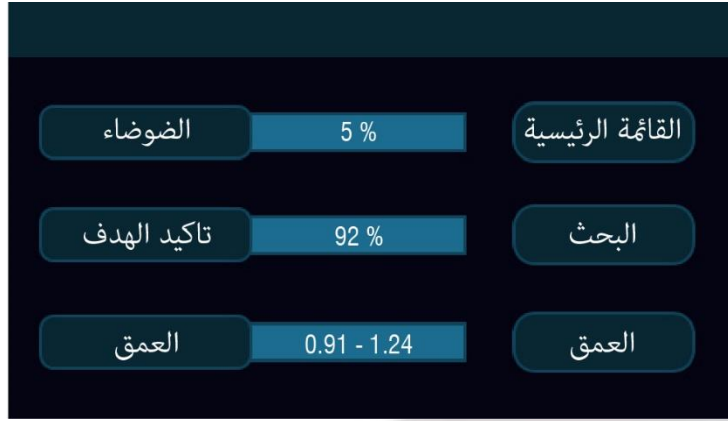 القائمة الرئيسية
5 %
الضوضاء
البحث
92 %
تاكيد الهدف
العمق
0.91 - 1.24
العمق